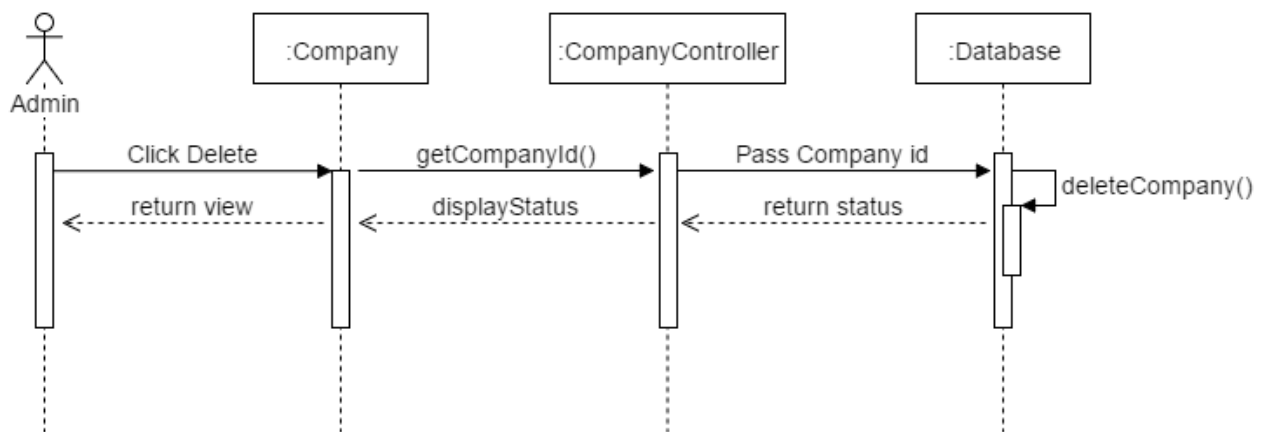 :Company
:CompanyController
:Database
Admin
Click Delete
getCompanyId()
Pass Company id
deleteCompany()
return view
displayStatus
return status